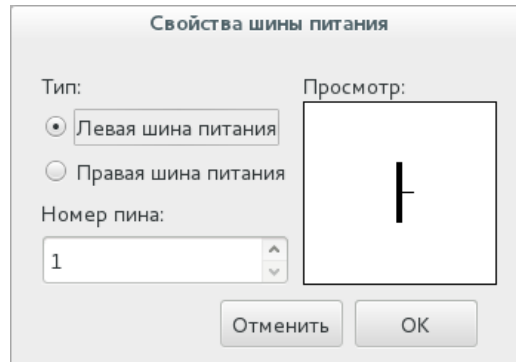 Свойства шины питания
Тип:
Левая шина питания
Правая шина питания
Номер пина:
1
Просмотр:
Отменить
OK